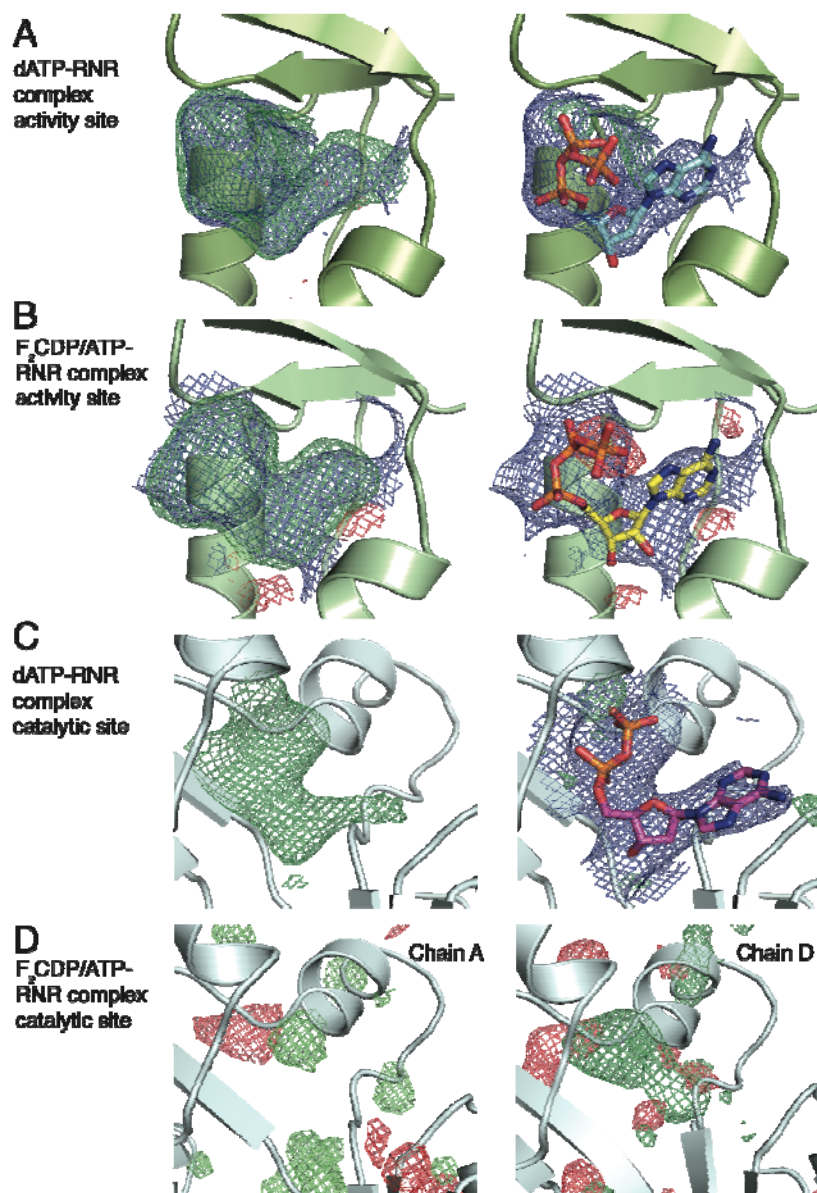 A
dATP-RNR
complex
activity site
B
F₂CDP/ATP-
RNR complex
activity site
C
dATP-RNR
complex
catalytic site
D
F₂CDP/ATP-
RNR complex
catalytic site
Chain A
Chain D